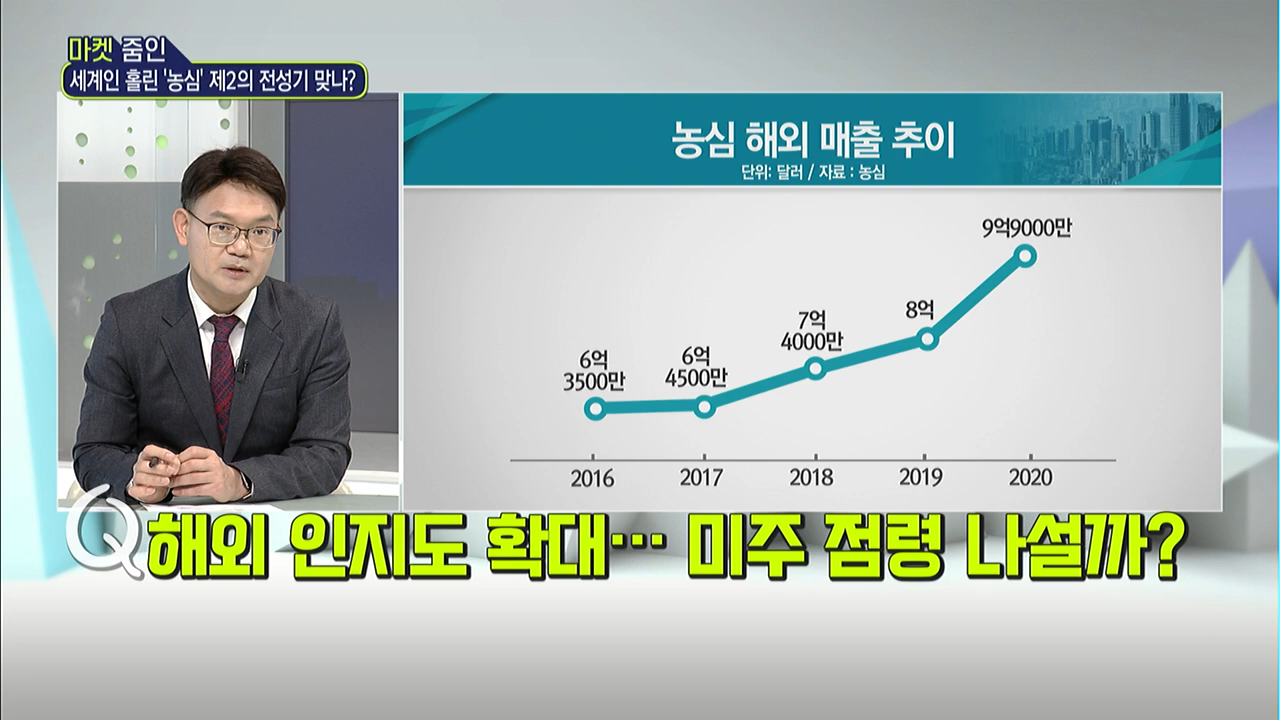 마켓 줌인
세계인 홀린 '농심' 제2의 전성기 맞나?
농심 해외 매출 추이
단위: 달러 / 자료 : 농심
6억
3500만
6억
4500만
7억
4000만
8억
9억9000만
2016 2017 2018 2019 2020
Q 해외 인지도 확대… 미주 점령 나설까?